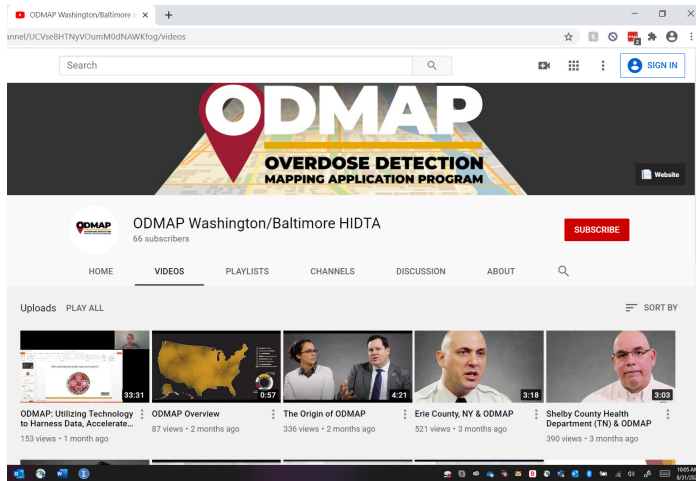 ODMAP Washington/Baltimore H
annel/UCVse8HTNyVOumM0dNAWKfog/videos
Search
SIGN IN
ODMAP
OVERDOSE DETECTION
MAPPING APPLICATION PROGRAM
Website
ODMAP
ODMAP Washington/Baltimore HIDTA
66 subscribers
SUBSCRIBE
HOME VIDEOS PLAYLISTS CHANNELS DISCUSSION ABOUT
Uploads PLAY ALL SORT BY
33:31 0:57 4:21 3:18 3:03
ODMAP: Utilizing Technology to Harness Data, Accelerate...
153 views • 1 month ago
ODMAP Overview
87 views • 2 months ago
The Origin of ODMAP
336 views • 2 months ago
Erie County, NY & ODMAP
521 views • 3 months ago
Shelby County Health
Department (TN) & ODMAP
390 views • 3 months ago
10:05 AM